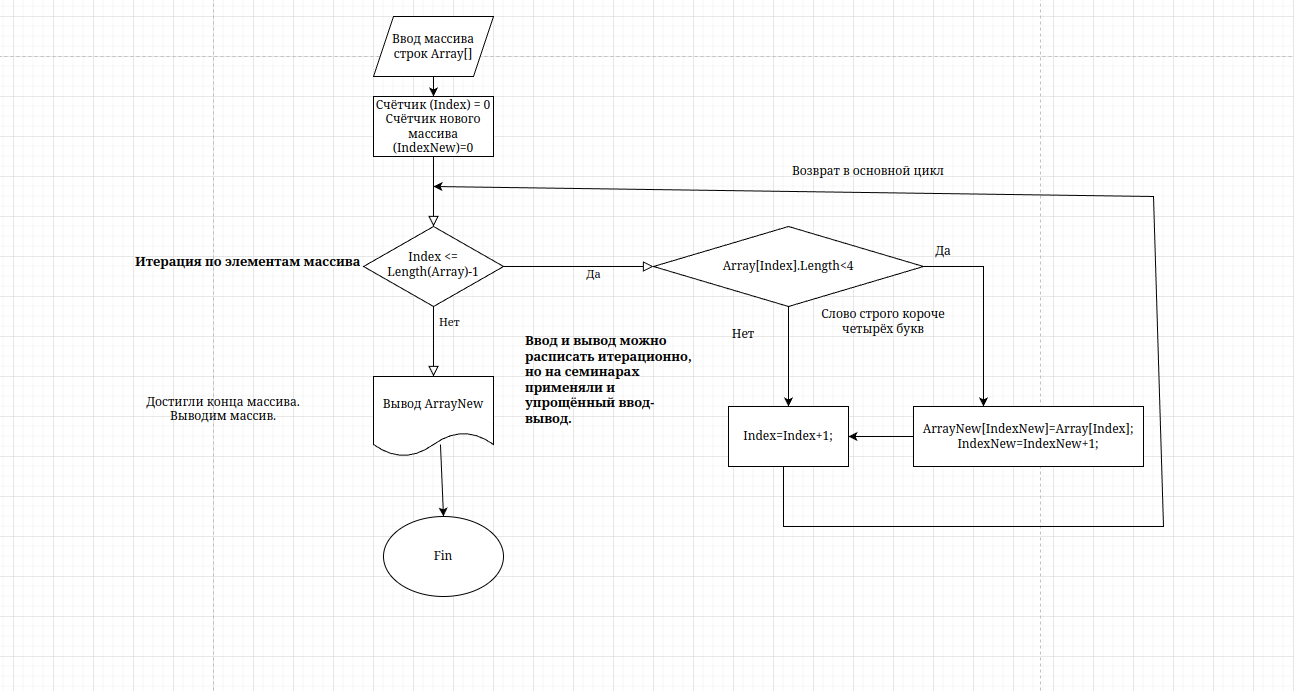 Ввод массива
строк Array[]
Счётчик (Index) = 0
Счётчик нового
массива
(IndexNew)=0
Возврат в основной цикл
Итерация по элементам массива
Index <=
Length(Array)-1
Да
Array[Index].Length<4
Да
Нет
Нет
Слово строго короче
четырёх букв
Ввод и вывод можно
расписать итерационно,
но на семинарах
применяли и
упрощённый ввод-
вывод.
Достигли конца массива.
Выводим массив.
Вывод ArrayNew
Index=Index+1;
ArrayNew[IndexNew]=Array[Index];
IndexNew=IndexNew+1;
Fin